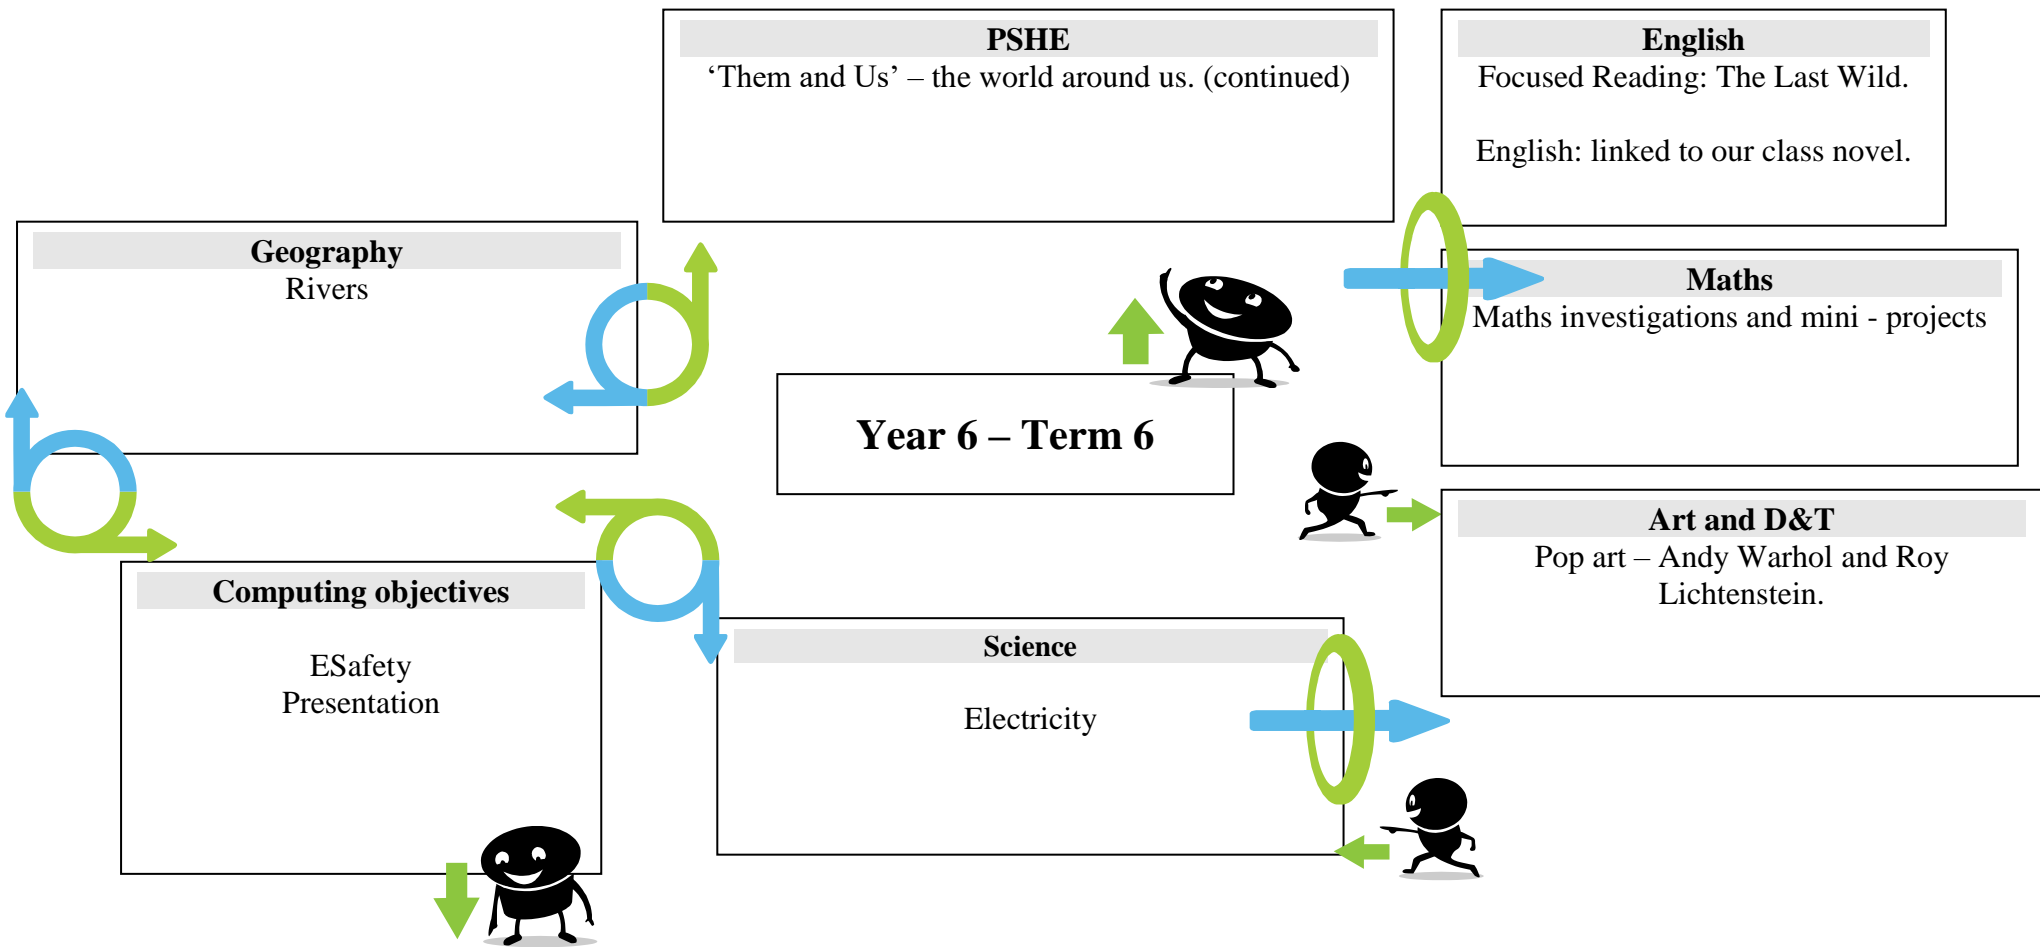 PSHE
‘Them and Us’ – the world around us. (continued)
English
Focused Reading: The Last Wild.
English: linked to our class novel.
Geography
Rivers
Maths
Maths investigations and mini - projects
Year 6 – Term 6
Art and D&T
Pop art – Andy Warhol and Roy
Lichtenstein.
Computing objectives
ESafety
Presentation
Science
Electricity